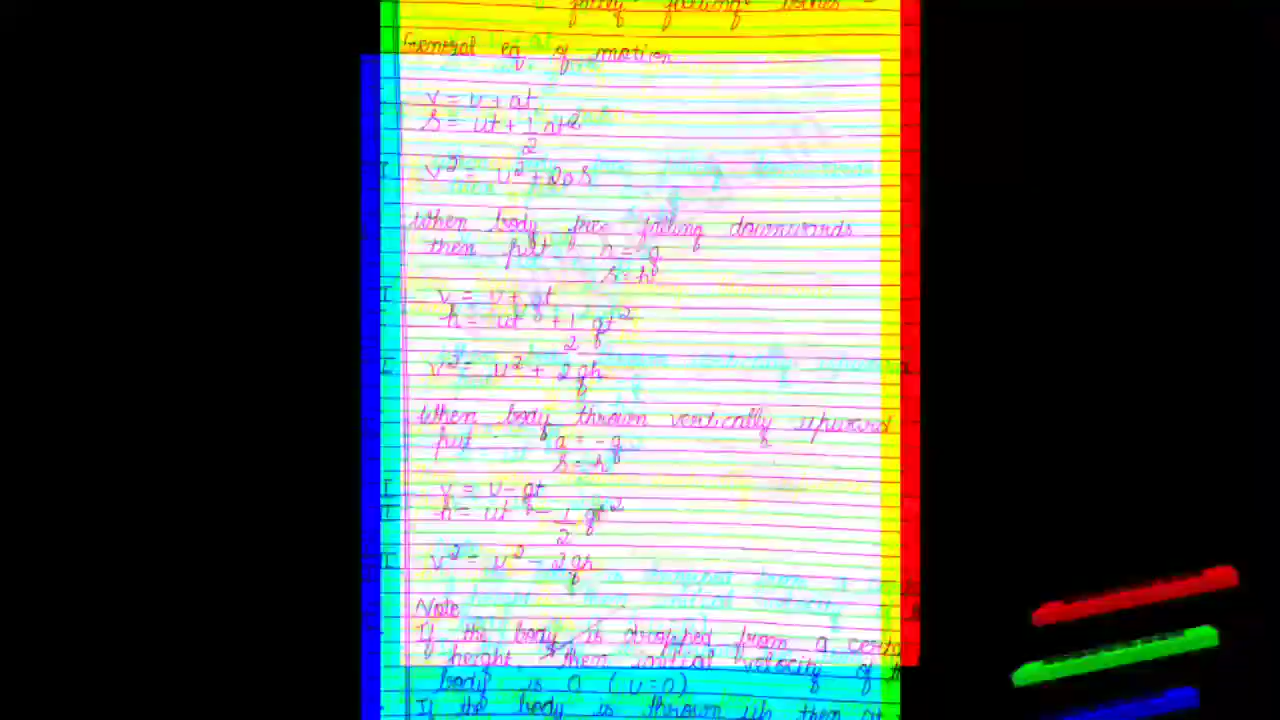 freely falling bodies
General eq of motion
v = u + at
s = ut + 1/2 at²
I v² = u² + 2as
When body free falling downwards
then put a = g
s = h
I v = u + gt
h = ut + 1/2 gt²
I v² = u² + 2gh
When body thrown vertically upward
put - a = -g
s = h
I v = u - gt
I h = ut - 1/2 gt²
I v² = u² - 2gh
Note
If the body is dropped from a
height then initial velocity of
body is 0 (u=0)
If the body is thrown up then at